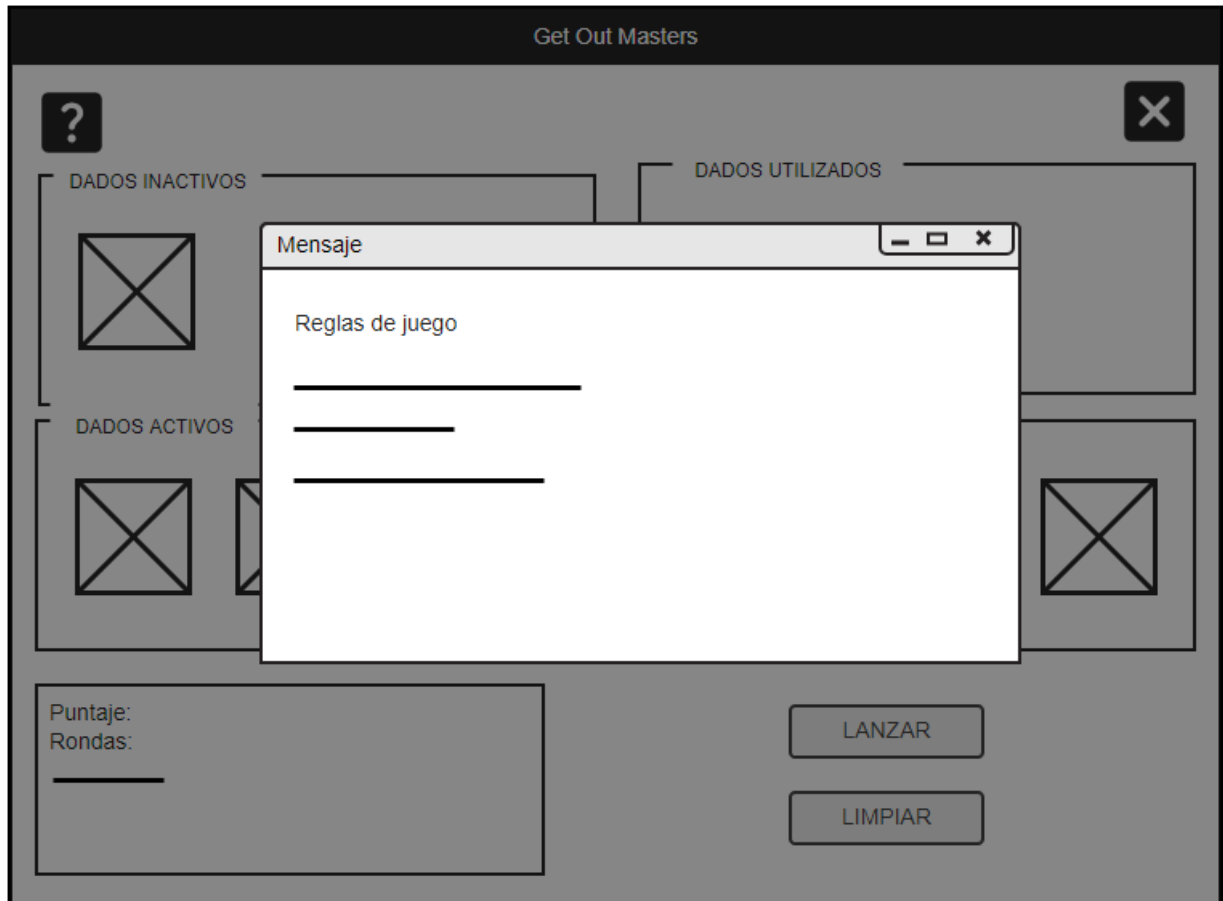 Get Out Masters
?
DADOS INACTIVOS
DADOS UTILIZADOS
Mensaje
Reglas de juego
DADOS ACTIVOS
Puntaje:
Rondas:
LANZAR
LIMPIAR